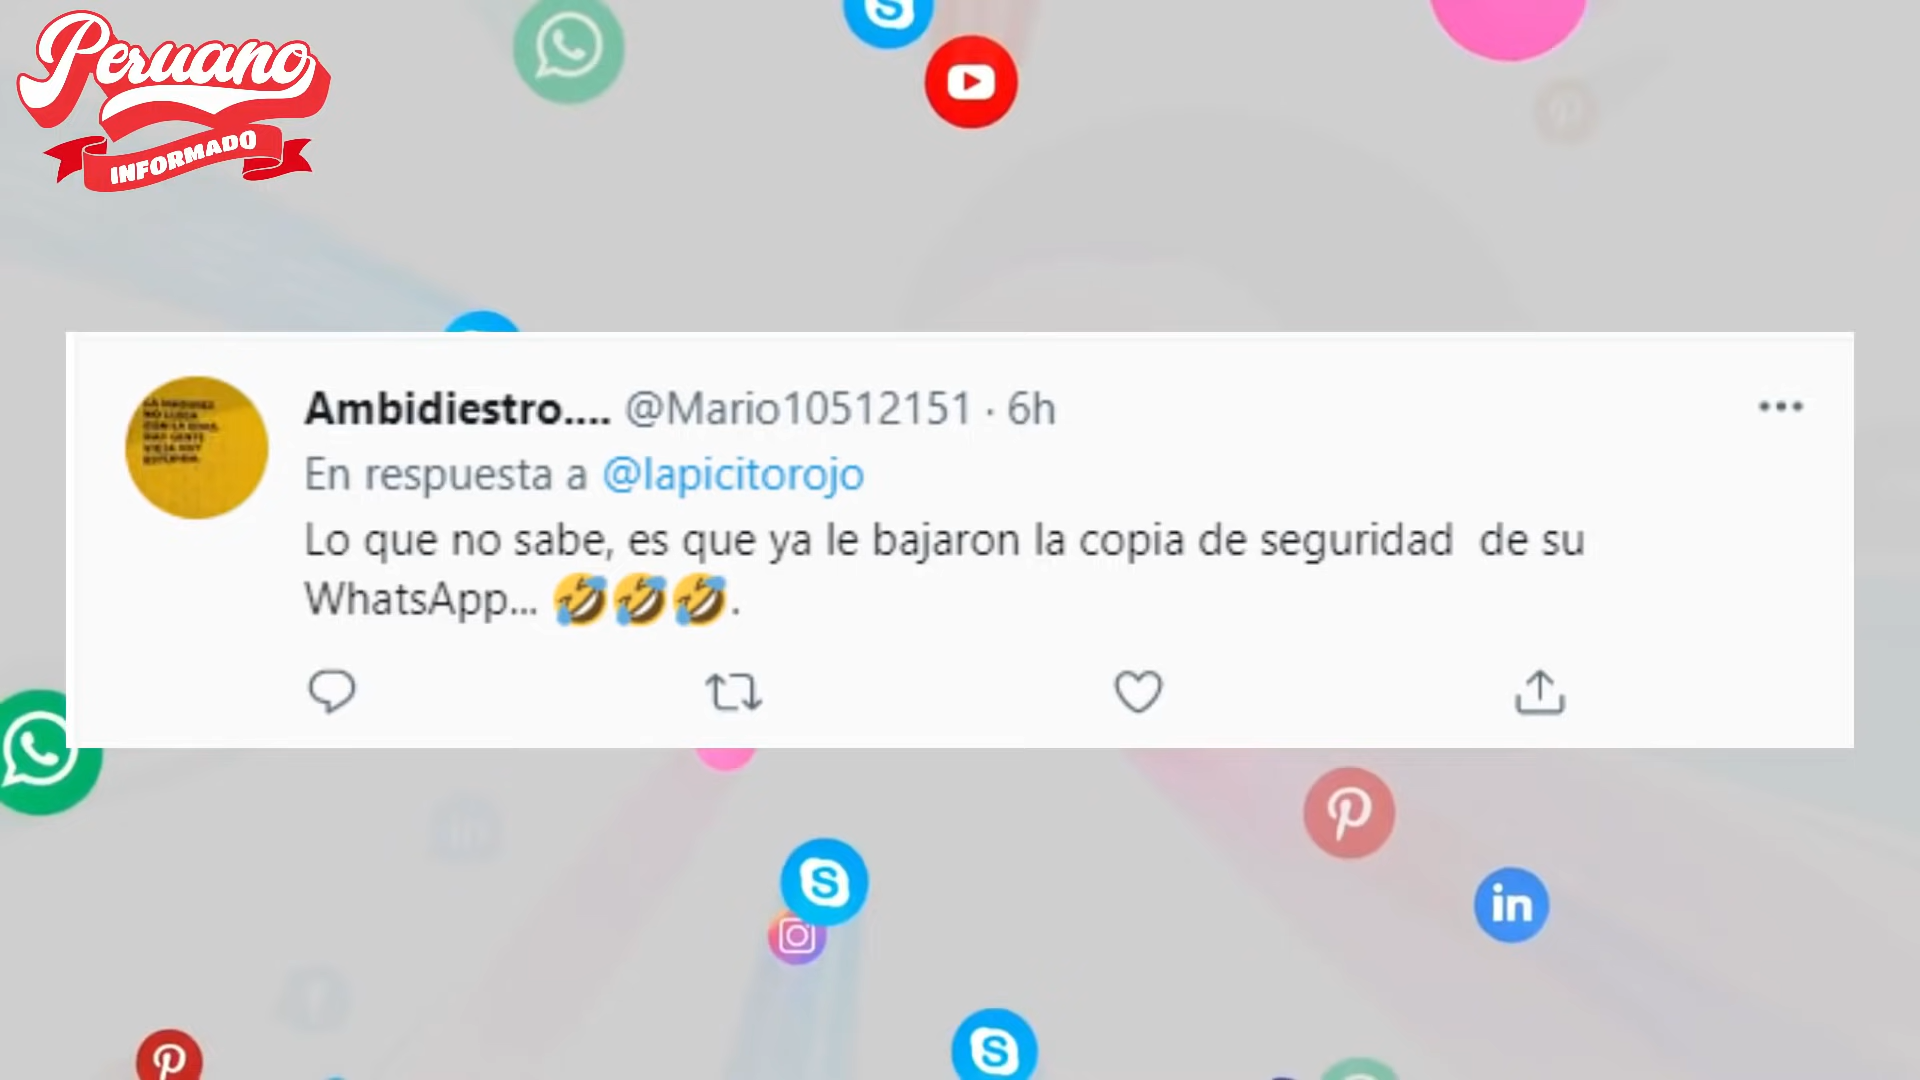 Peruano
INFORMADO
Ambidiestro.... @Mario10512151 · 6h
En respuesta a @lapicitorojo
Lo que no sabe, es que ya le bajaron la copia de seguridad de su
WhatsApp... 🤣🤣🤣.